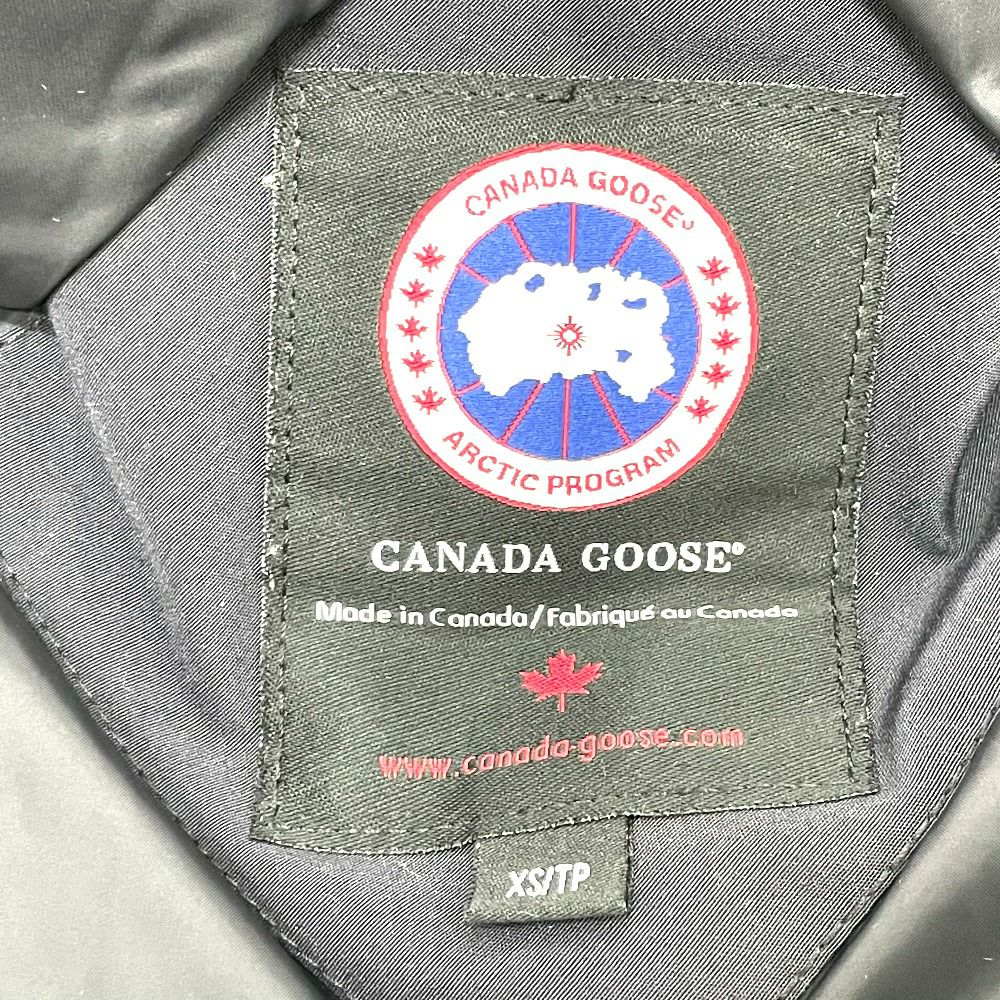 CANADA GOOSE®
ARCTIC PROGRAM
CANADA GOOSE®
Made in Canada/Fabriqué au Canada
www.canada-goose.com
XS/TP